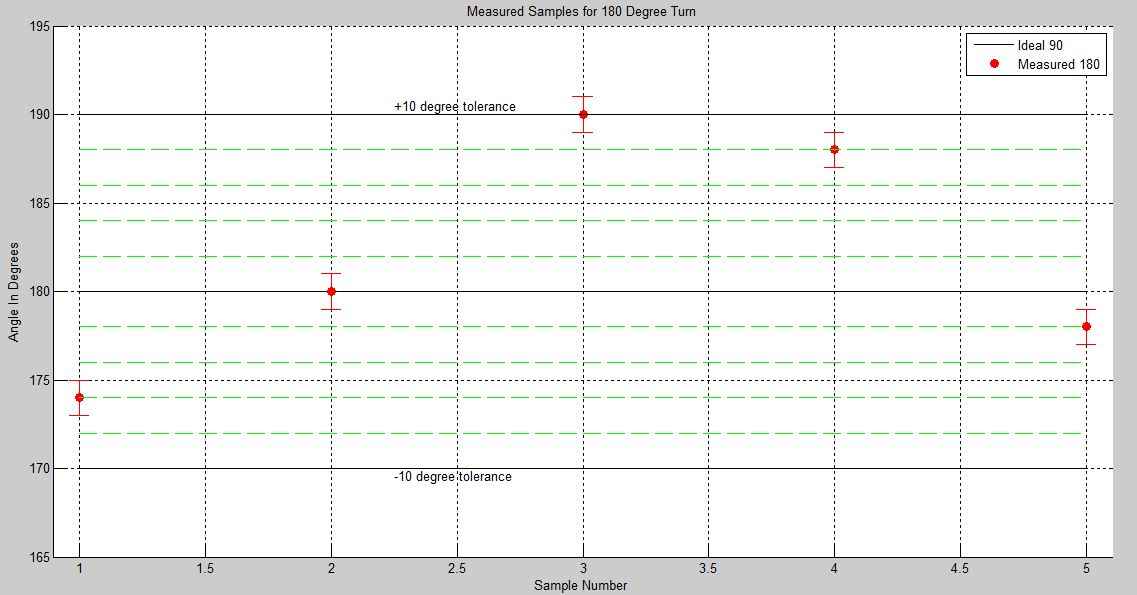 Measured Samples for 180 Degree Turn
195
Ideal 90
Measured 180
+10 degree tolerance
190
185
Angle In Degrees
180
175
170
-10 degree tolerance
165
1 1.5 2 2.5 3 3.5 4 4.5 5
Sample Number